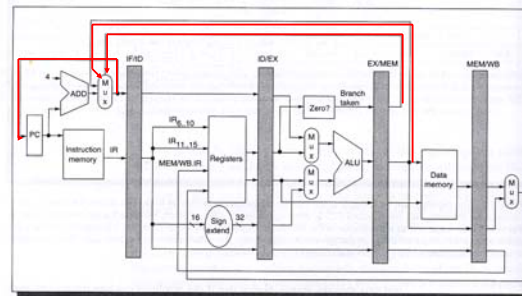 IF/ID
ID/EX
EX/MEM
MEM/WB
4
ADD
M
u
x
Zero?
Branch
taken
PC
Instruction
memory
IR
IR6..10
IR11..15
MEM/WB.IR
Registers
M
u
x
M
u
x
ALU
Data
memory
M
u
x
16
Sign
extend
32